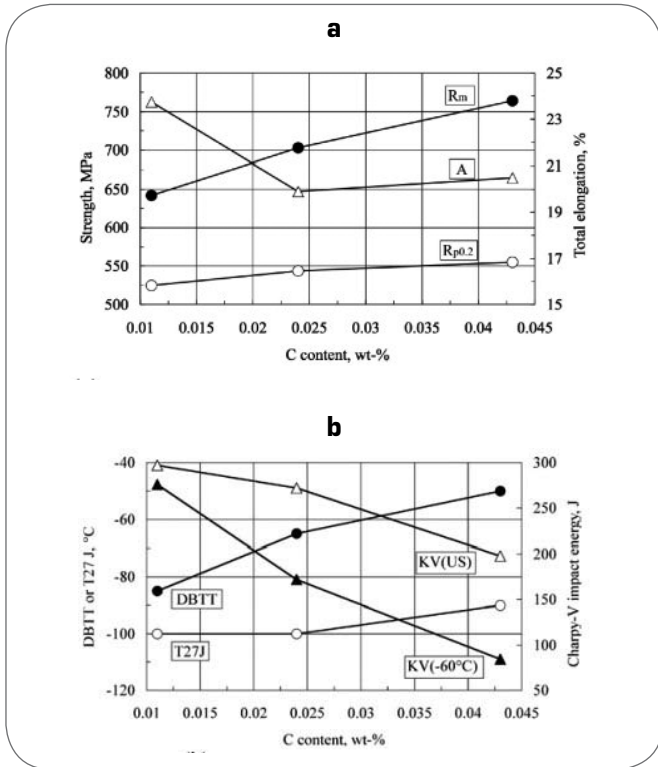 a
800
750
700
650
600
550
500
Strength, MPa
25
23
21
19
17
15
Total elongation, %
Rm
A
Rp0.2
0.01 0.015 0.02 0.025 0.03 0.035 0.04 0.045
C content, wt-%
b
-40
-60
-80
-100
-120
DBTT or T27 J, °C
300
250
200
150
100
50
Charpy-V impact energy, J
KV(US)
DBTT
T27J
KV(-60°C)
0.01 0.015 0.02 0.025 0.03 0.035 0.04 0.045
C content, wt-%